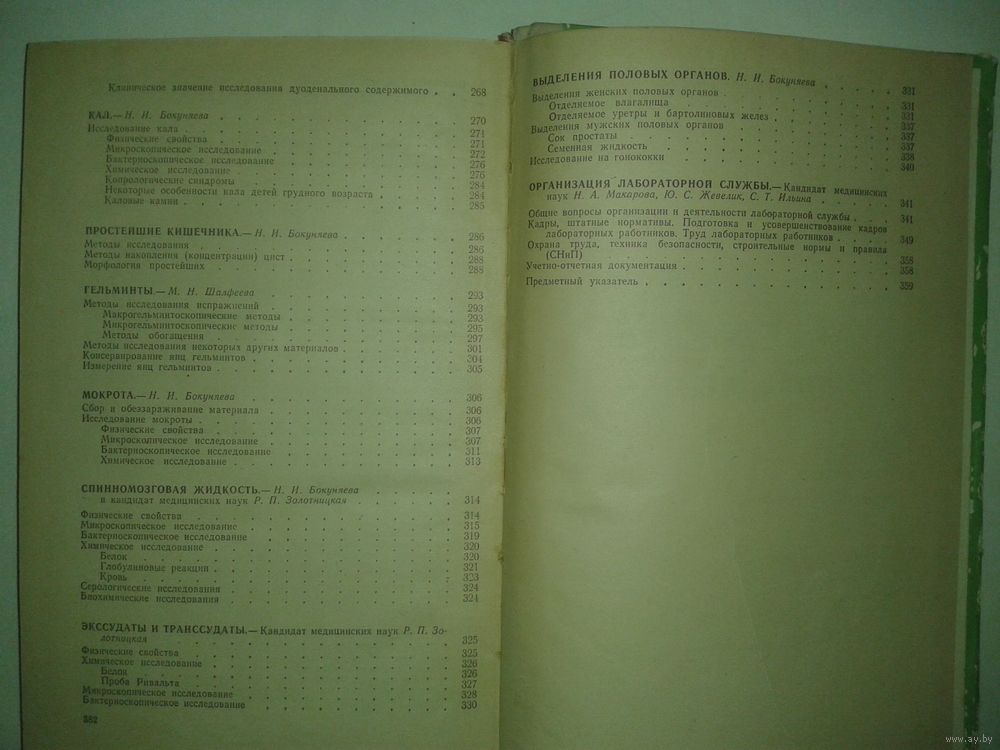 Клиническое значение исследования дуоденального содержимого . . 268
КАЛ.— Н. И. Бокуняева . . . 270
Исследование кала . . . 271
Физические свойства . . . 271
Микроскопическое исследование . . . 272
Бактериоскопическое исследование . . . 276
Химическое исследование . . . 276
Копрологические синдромы . . . 284
Некоторые особенности кала детей грудного возраста . . . 284
Каловые камни . . . 285
ПРОСТЕЙШИЕ КИШЕЧНИКА.— Н. И. Бокуняева . . . 286
Методы исследования . . . 286
Методы накопления (концентрации) цист . . . 288
Морфология простейших . . . 288
ГЕЛЬМИНТЫ.— М. Н. Шалфеева . . . 293
Методы исследования испражнений . . . 293
Макрогельминтоскопические методы . . . 293
Микрогельминтоскопические методы . . . 295
Методы обогащения . . . 297
Методы исследования некоторых других материалов . . . 301
Консервирование яиц гельминтов . . . 304
Измерение яиц гельминтов . . . 305
МОКРОТА.— Н. И. Бокуняева . . . 306
Сбор и обеззараживание материала . . . 306
Исследование мокроты . . . 306
Физические свойства . . . 307
Микроскопическое исследование . . . 307
Бактериоскопическое исследование . . . 311
Химическое исследование . . . 313
СПИННОМОЗГОВАЯ ЖИДКОСТЬ.— Н. И. Бокуняева
и кандидат медицинских наук Р. П. Золотницкая . . . 314
Физические свойства . . . 314
Микроскопическое исследование . . . 315
Бактериоскопическое исследование . . . 319
Химическое исследование . . . 320
Белок . . . 320
Глобулиновые реакции . . . 321
Кровь . . . 323
Серологические исследования . . . 324
Биохимические исследования . . . 324
ЭКССУДАТЫ И ТРАНССУДАТЫ.— Кандидат медицинских наук Р. П. Зо-
лотницкая . . . 325
Физические свойства . . . 325
Химическое исследование . . . 326
Белок . . . 326
Проба Ривальта . . . 327
Микроскопическое исследование . . . 328
Бактериоскопическое исследование . . . 330
382
ВЫДЕЛЕНИЯ ПОЛОВЫХ ОРГАНОВ. Н. И. Бокуняева . . . 331
Выделения женских половых органов . . . 331
Отделяемое влагалища . . . 331
Отделяемое уретры и бартолиновых желез . . . 337
Выделения мужских половых органов . . . 337
Сок простаты . . . 337
Семенная жидкость . . . 338
Исследование на гонококки . . . 340
ОРГАНИЗАЦИЯ ЛАБОРАТОРНОЙ СЛУЖБЫ.— Кандидат медицинских
наук Н. А. Макарова, Ю. С. Жевелик, С. Т. Ильина . . . 341
Общие вопросы организации и деятельности лабораторной службы . . . 341
Кадры, штатные нормативы. Подготовка и усовершенствование кадров
лабораторных работников. Труд лабораторных работников . . . 349
Охрана труда, техника безопасности, строительные нормы и правила
(СНиП) . . . 358
Учетно-отчетная документация . . . 358
Предметный указатель . . . 359
www.ay.by